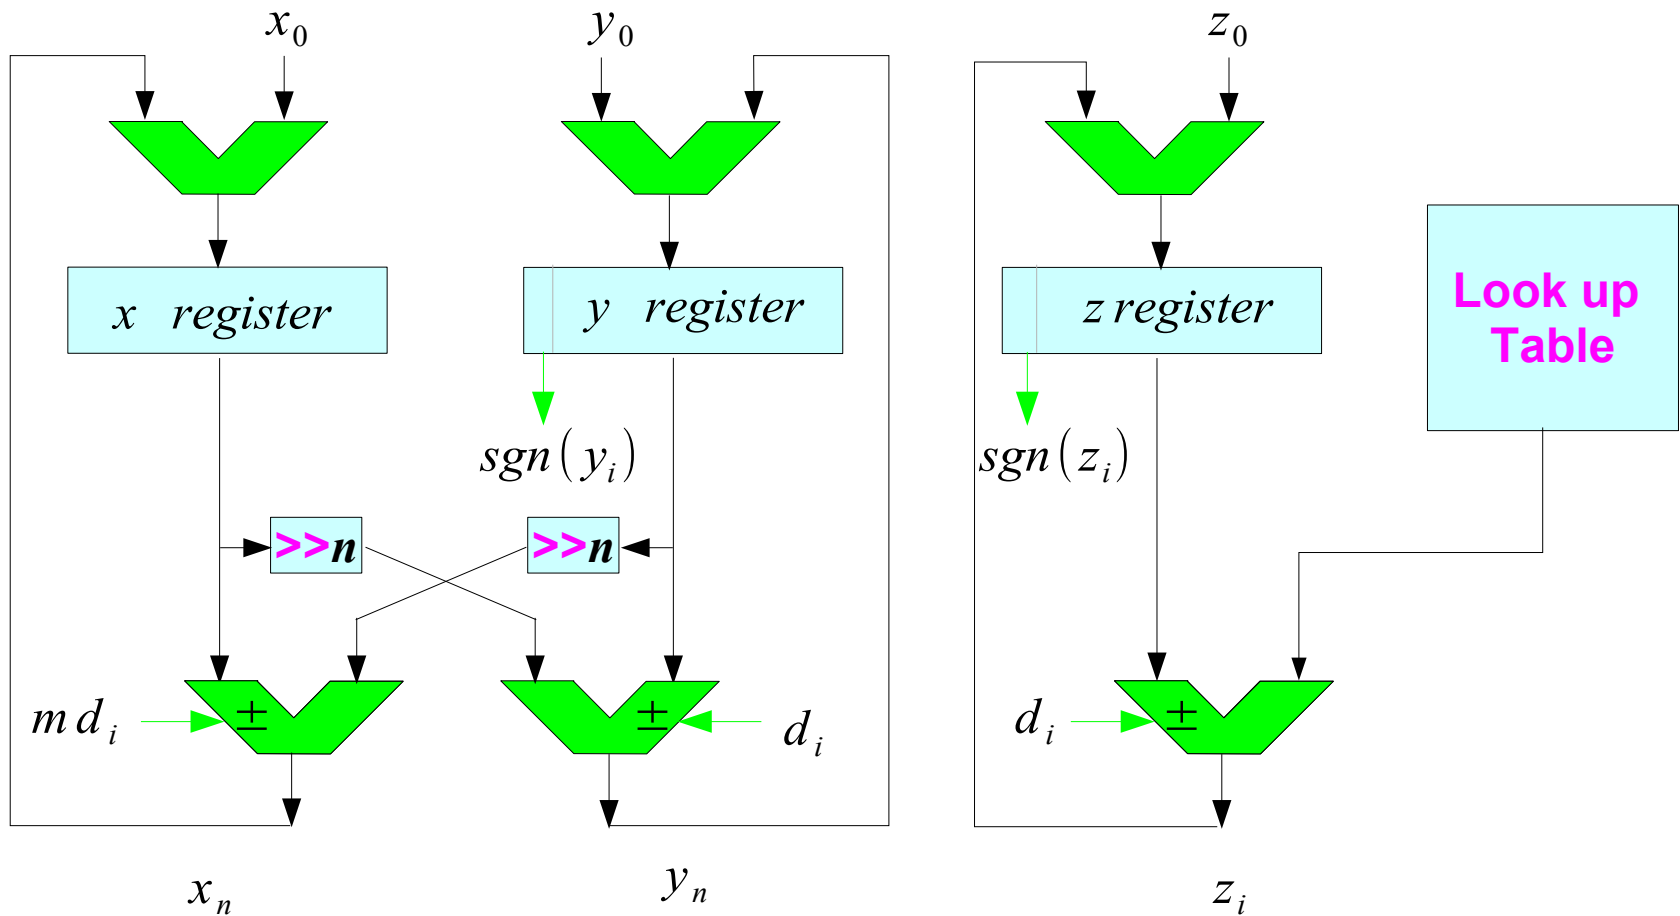 x₀ y₀ z₀
x register y register z register
Look up
Table
sgn(yᵢ) sgn(zᵢ)
>>n >>n
m dᵢ ± ± dᵢ dᵢ ±
xₙ yₙ zᵢ